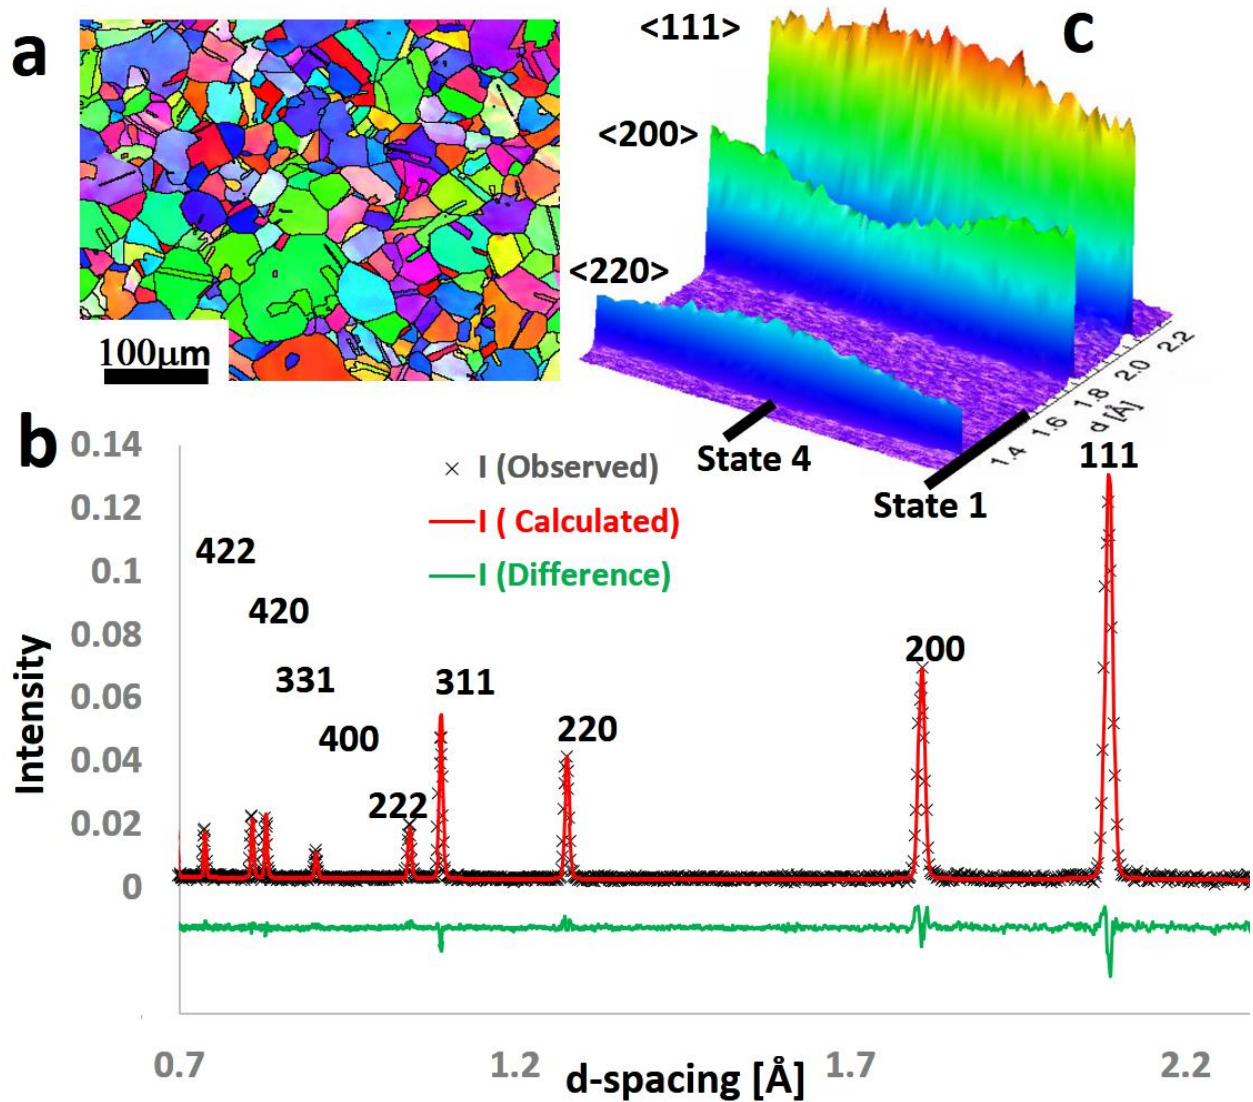 a
100μm
c
<111>
<200>
<220>
State 4
State 1
1.4
1.6
1.8
2.0
2.2
d [Å]
b
0.14
0.12
0.1
0.08
0.06
0.04
0.02
0
Intensity
× I (Observed)
I ( Calculated)
I (Difference)
422
420
331
400
222
311
220
200
111
0.7
1.2
1.7
2.2
d-spacing [Å]